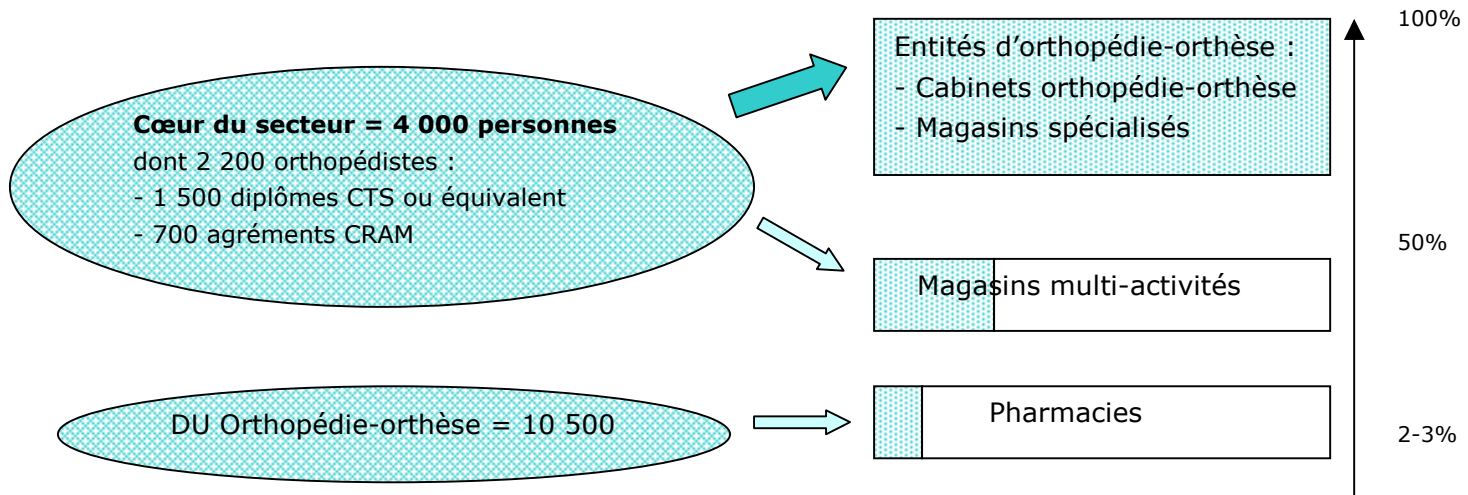 Cœur du secteur = 4 000 personnes
dont 2 200 orthopédistes :
- 1 500 diplômes CTS ou équivalent
- 700 agréments CRAM
DU Orthopédie-orthèse = 10 500
Entités d’orthopédie-orthèse :
- Cabinets orthopédie-orthèse
- Magasins spécialisés
Magasins multi-activités
Pharmacies
100%
50%
2-3%